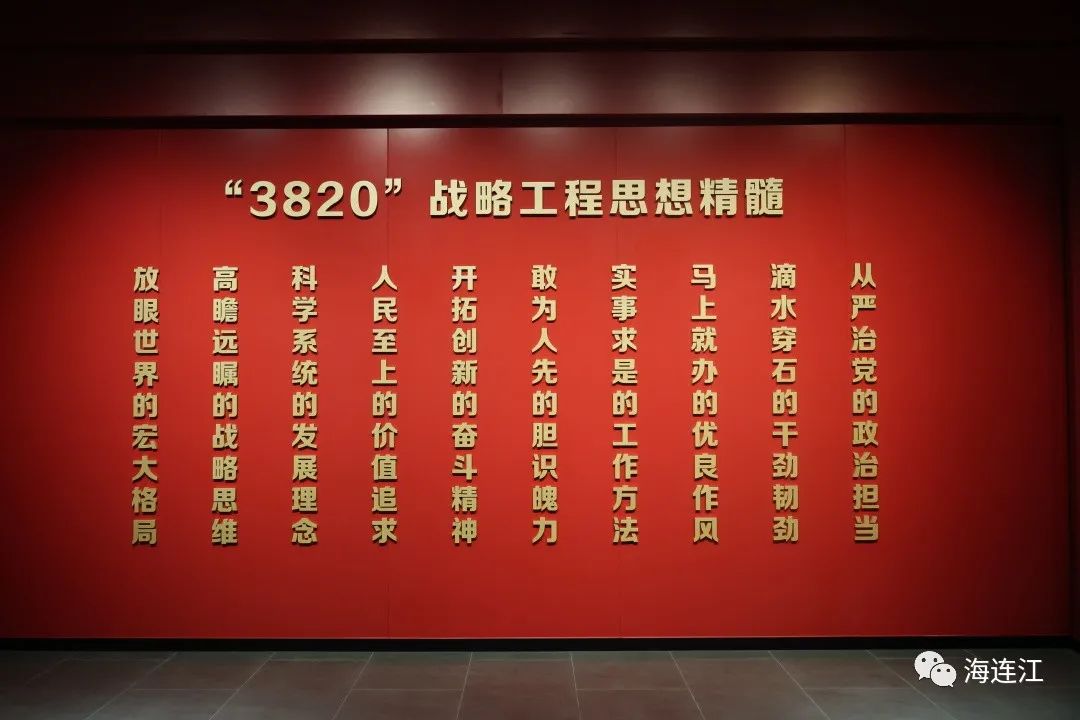 “3820”战略工程思想精髓
放眼世界的宏大格局
高瞻远瞩的战略思维
科学系统的发展理念
人民至上的价值追求
开拓创新的奋斗精神
敢为人先的胆识魄力
实事求是的工作方法
马上就办的优良作风
滴水穿石的干劲韧劲
从严治党的政治担当
海连江